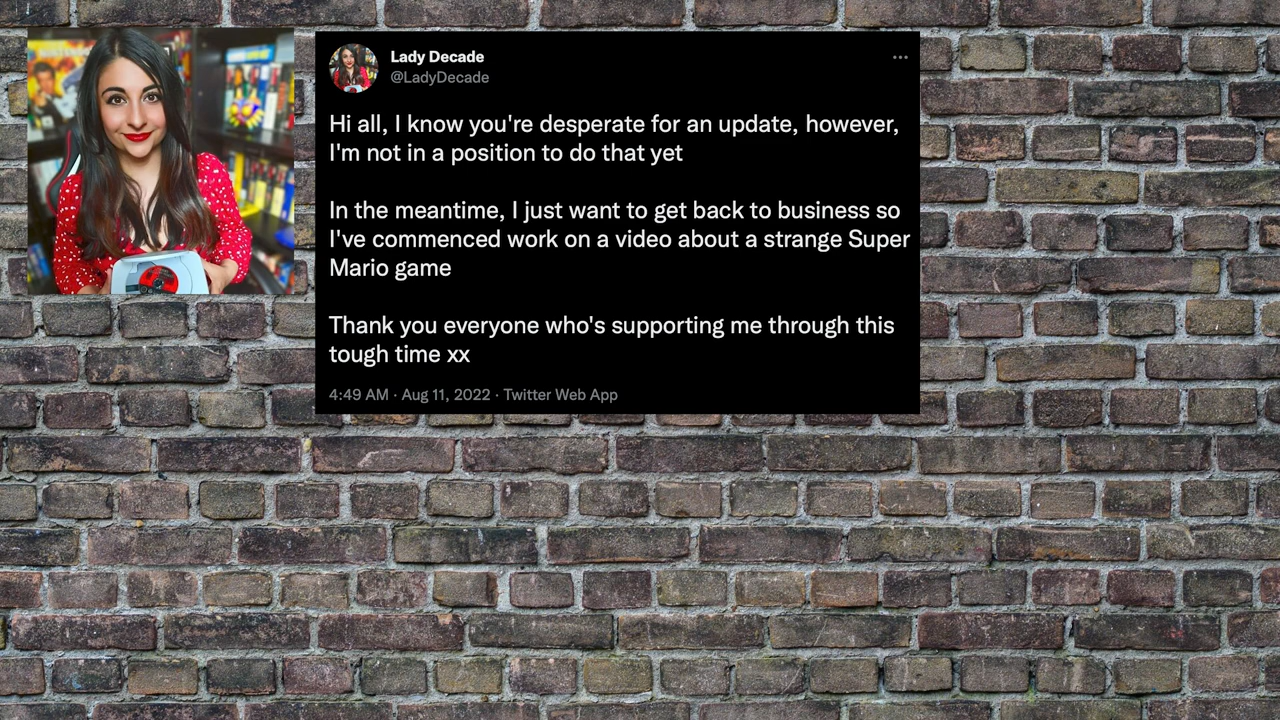 Lady Decade
@LadyDecade
Hi all, I know you're desperate for an update, however,
I'm not in a position to do that yet
In the meantime, I just want to get back to business so
I've commenced work on a video about a strange Super
Mario game
Thank you everyone who's supporting me through this
tough time xx
4:49 AM · Aug 11, 2022 · Twitter Web App